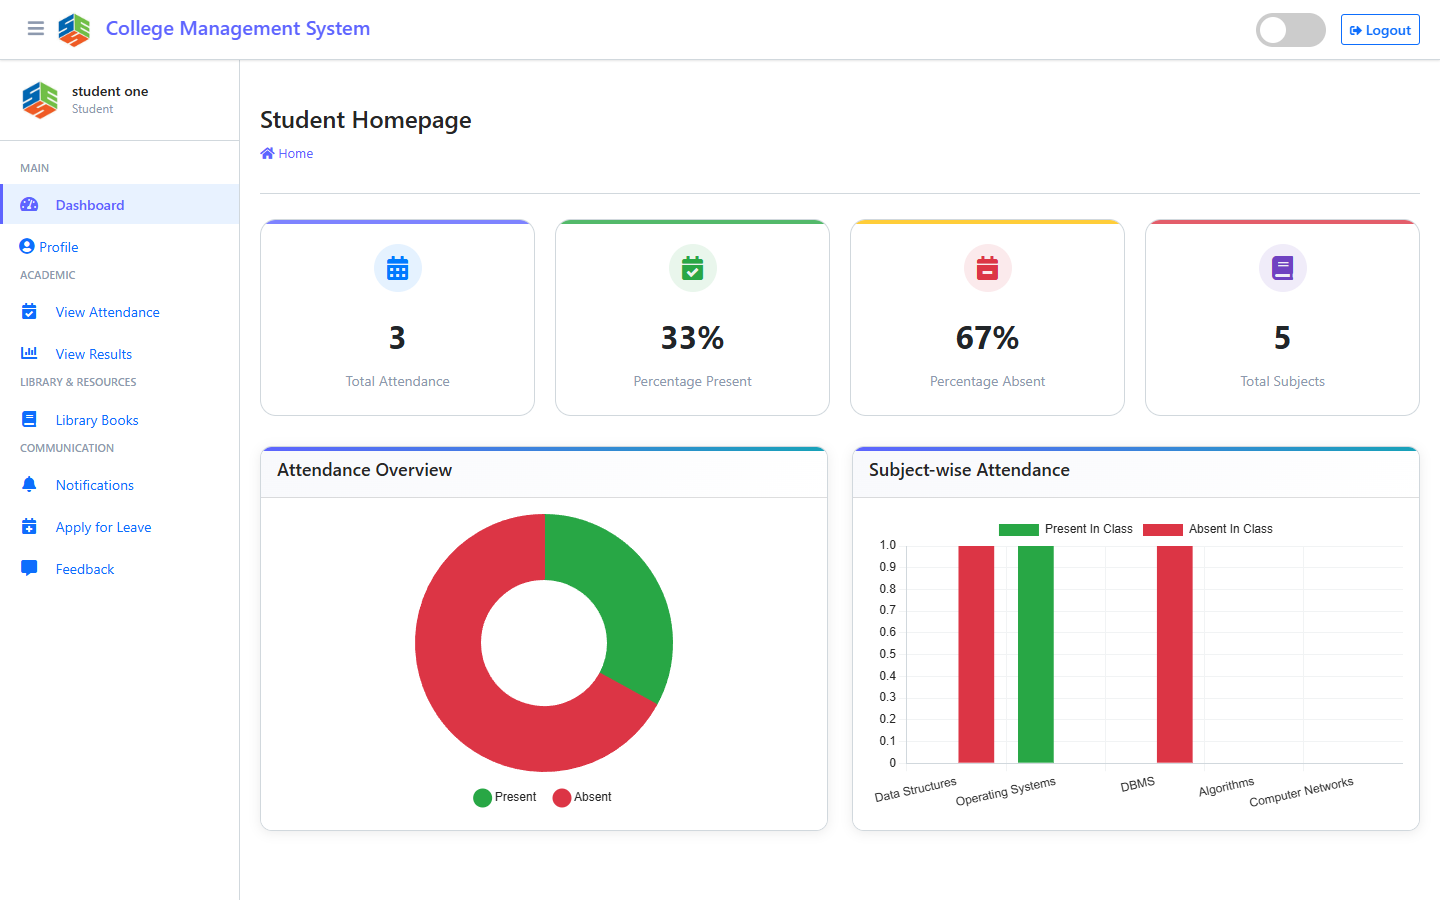 College Management System
Logout
student one
Student
MAIN
Dashboard
Profile
ACADEMIC
View Attendance
View Results
LIBRARY & RESOURCES
Library Books
COMMUNICATION
Notifications
Apply for Leave
Feedback
Student Homepage
Home
3
Total Attendance
33%
Percentage Present
67%
Percentage Absent
5
Total Subjects
Attendance Overview
Present Absent
Subject-wise Attendance
Present In Class Absent In Class
1.0
0.9
0.8
0.7
0.6
0.5
0.4
0.3
0.2
0.1
0
Data Structures
Operating Systems
DBMS
Algorithms
Computer Networks